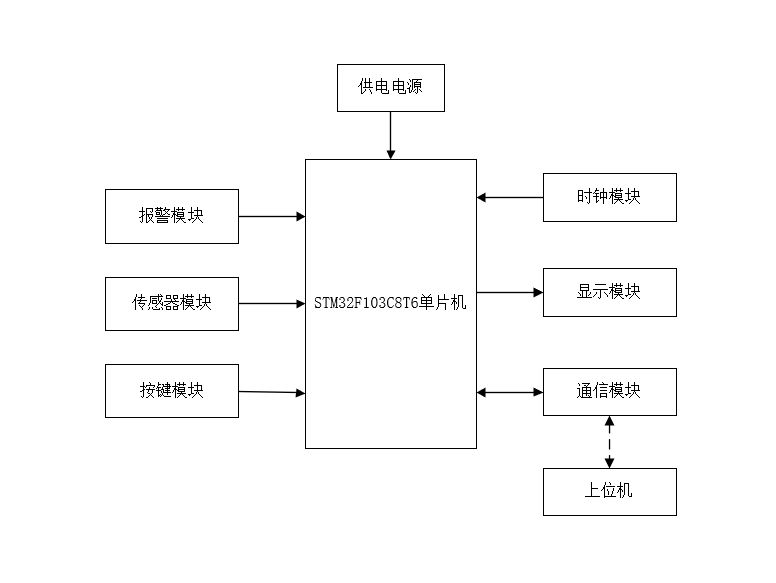 供电电源
报警模块
时钟模块
传感器模块
STM32F103C8T6单片机
显示模块
按键模块
通信模块
上位机